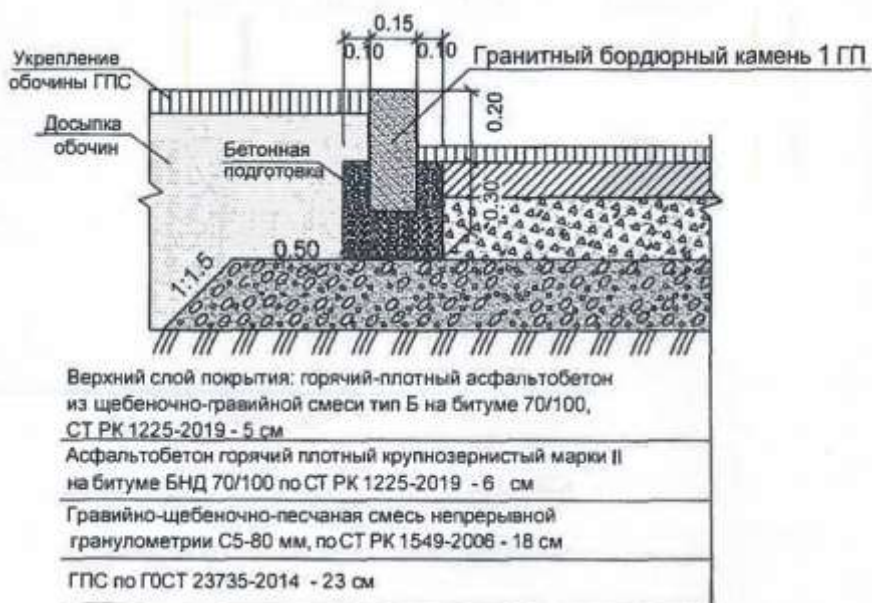 0.15
0.10
0.10
Укрепление
обочины ГПС
Гранитный бордюрный камень 1 ГП
0.20
Досыпка
обочин
Бетонная
подготовка
0.30
0.50
1:1.5
Верхний слой покрытия: горячий-плотный асфальтобетон
из щебеночно-гравийной смеси тип Б на битуме 70/100,
СТ РК 1225-2019 - 5 см
Асфальтобетон горячий плотный крупнозернистый марки II
на битуме БНД 70/100 по СТ РК 1225-2019 - 6 см
Гравийно-щебеночно-песчаная смесь непрерывной
гранулометрии С5-80 мм, по СТ РК 1549-2006 - 18 см
ГПС по ГОСТ 23735-2014 - 23 см